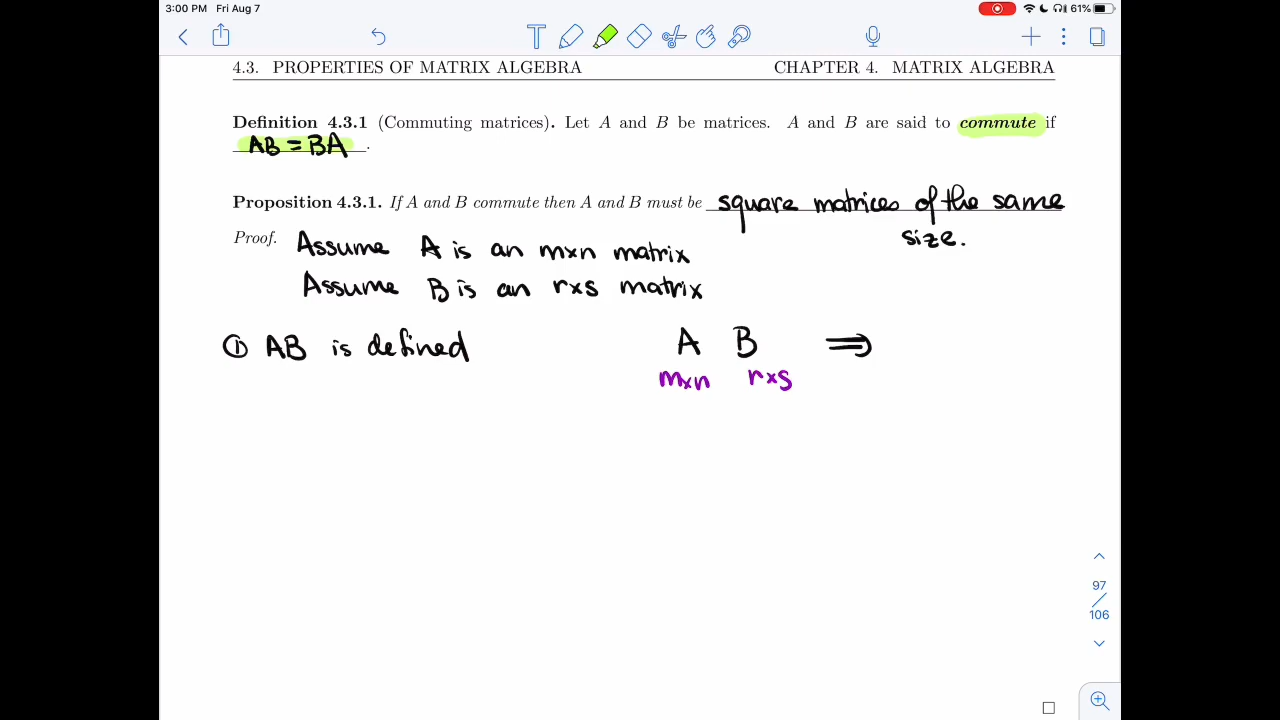 3:00 PM Fri Aug 7 61%
4.3. PROPERTIES OF MATRIX ALGEBRA CHAPTER 4. MATRIX ALGEBRA
Definition 4.3.1 (Commuting matrices). Let A and B be matrices. A and B are said to commute if
AB = BA.
Proposition 4.3.1. If A and B commute then A and B must be square matrices of the same
size.
Proof. Assume A is an m×n matrix
Assume B is an r×s matrix
① AB is defined A B ⟹
m×n r×s
97
/
106